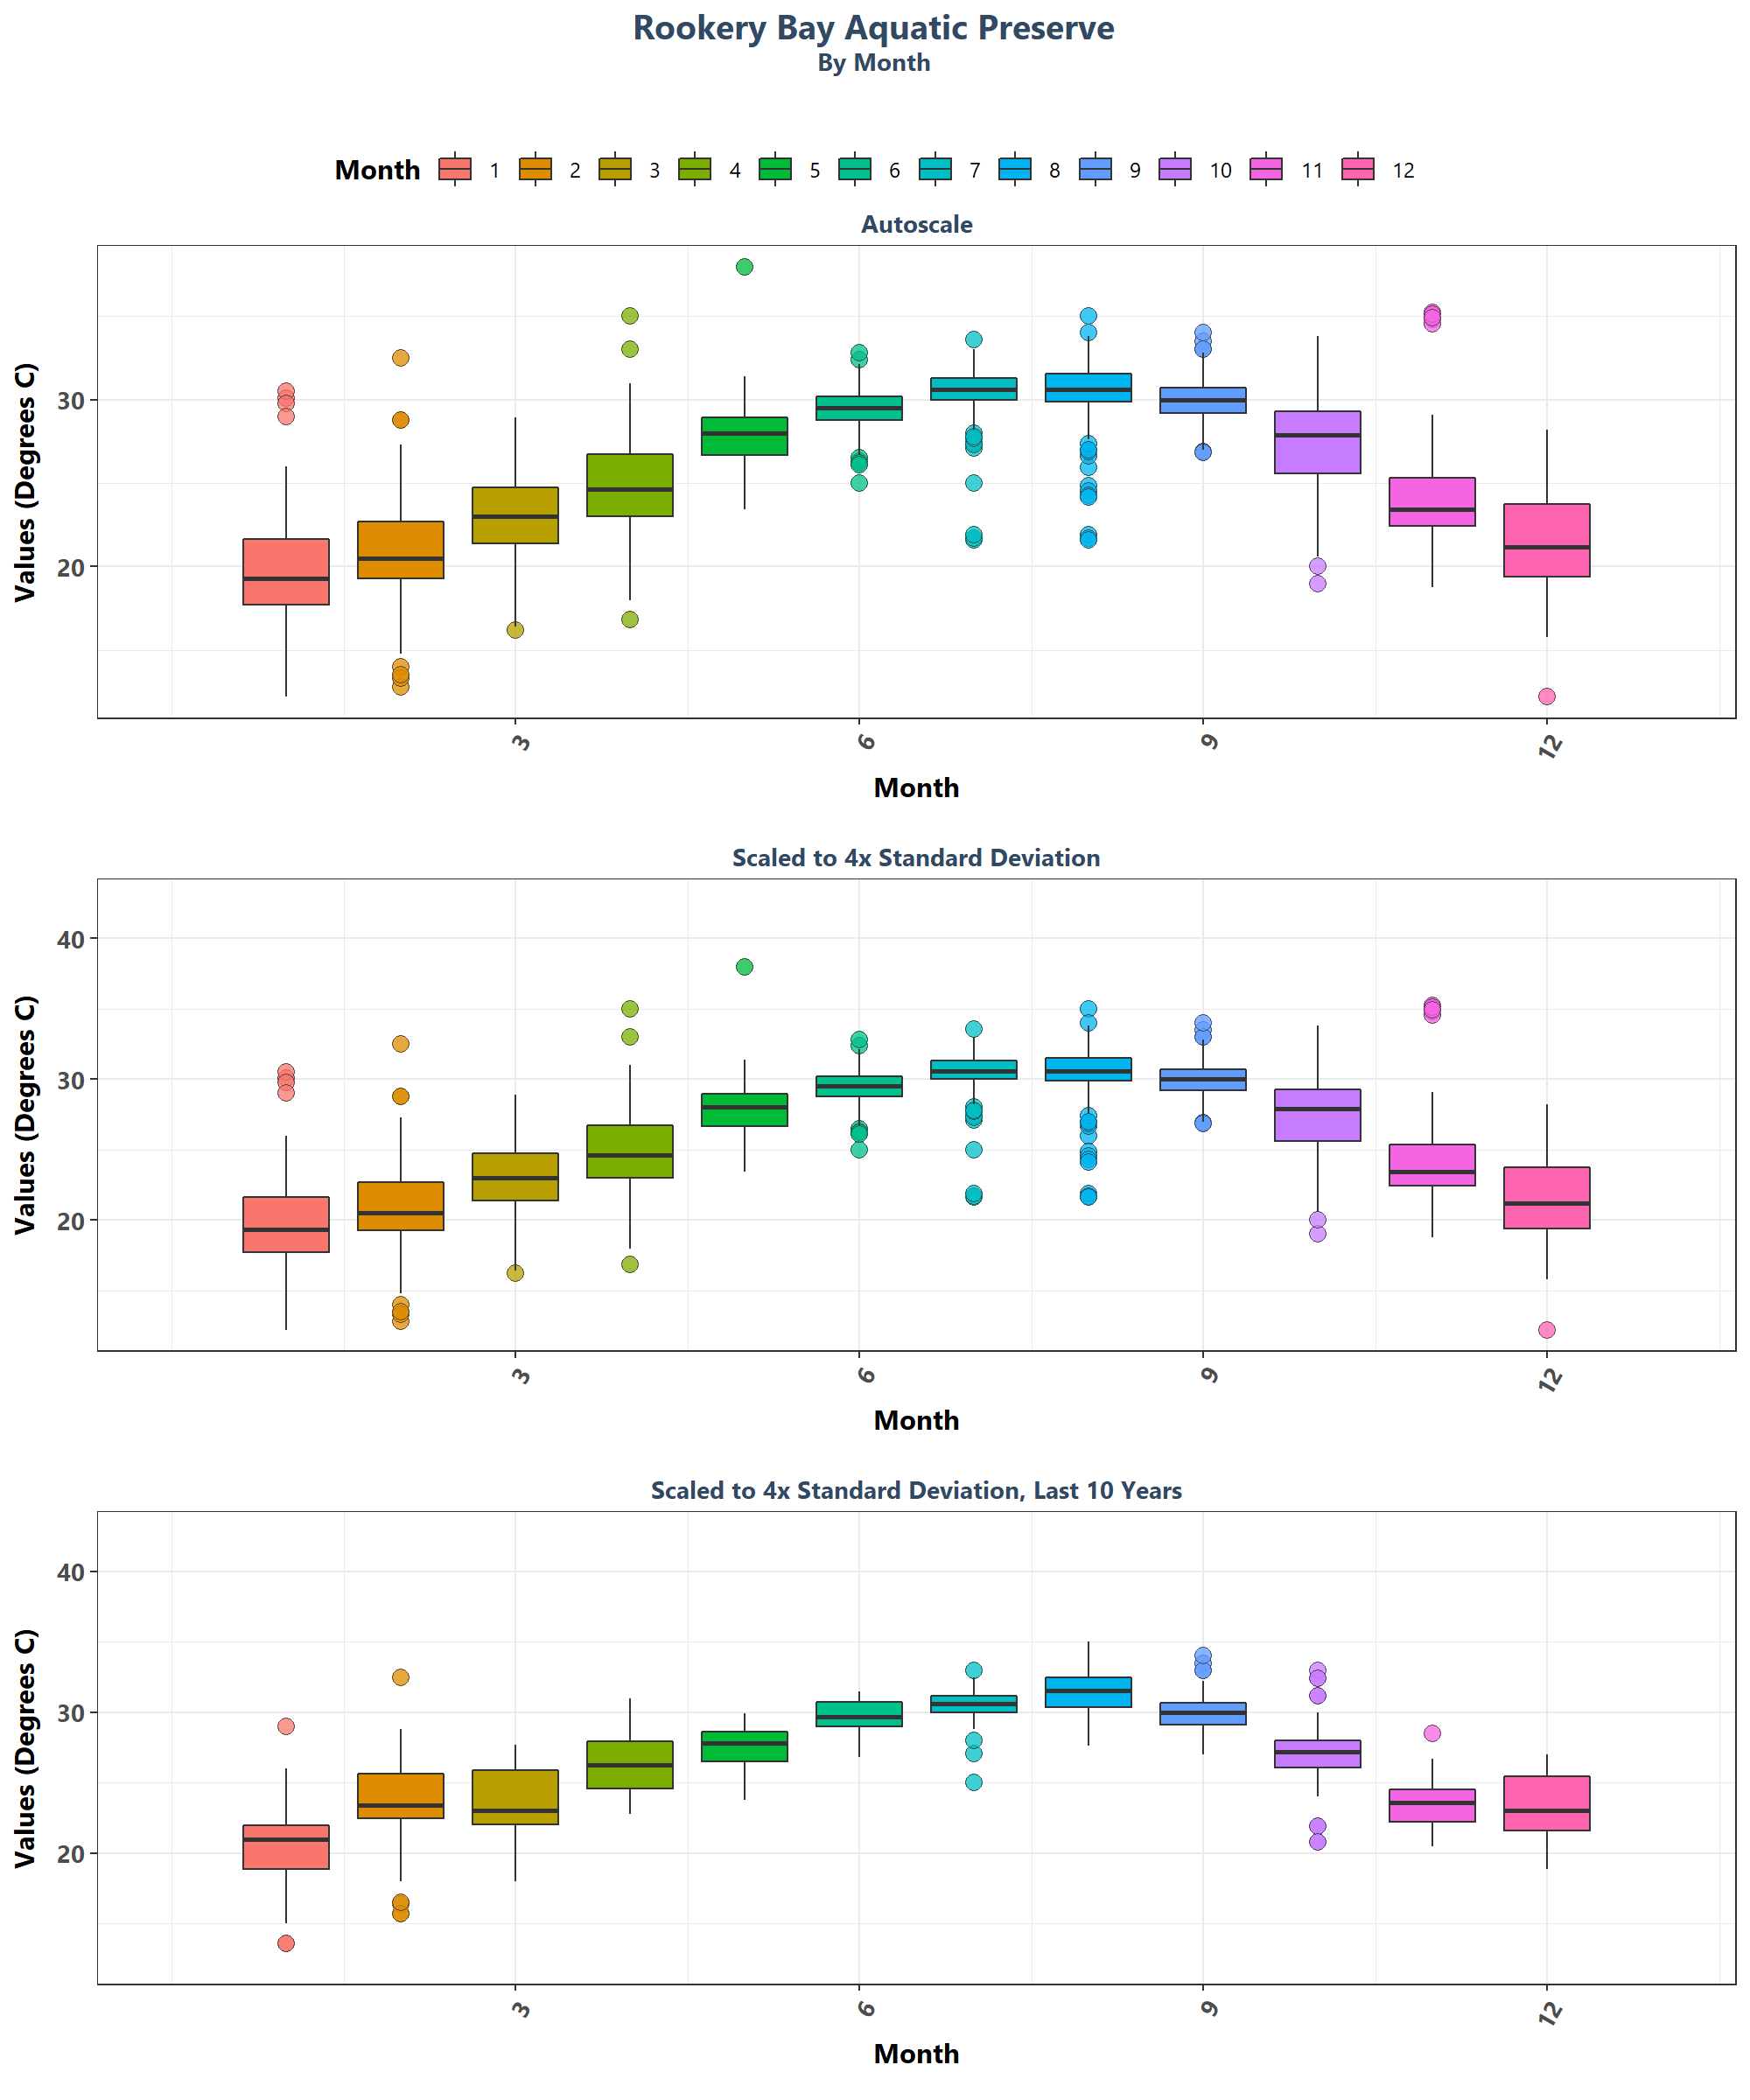 Rookery Bay Aquatic Preserve
By Month
Month 1 2 3 4 5 6 7 8 9 10 11 12
Autoscale
Values (Degrees C)
30
20
3 6 9 12
Month
Scaled to 4x Standard Deviation
Values (Degrees C)
40
30
20
3 6 9 12
Month
Scaled to 4x Standard Deviation, Last 10 Years
Values (Degrees C)
40
30
20
3 6 9 12
Month